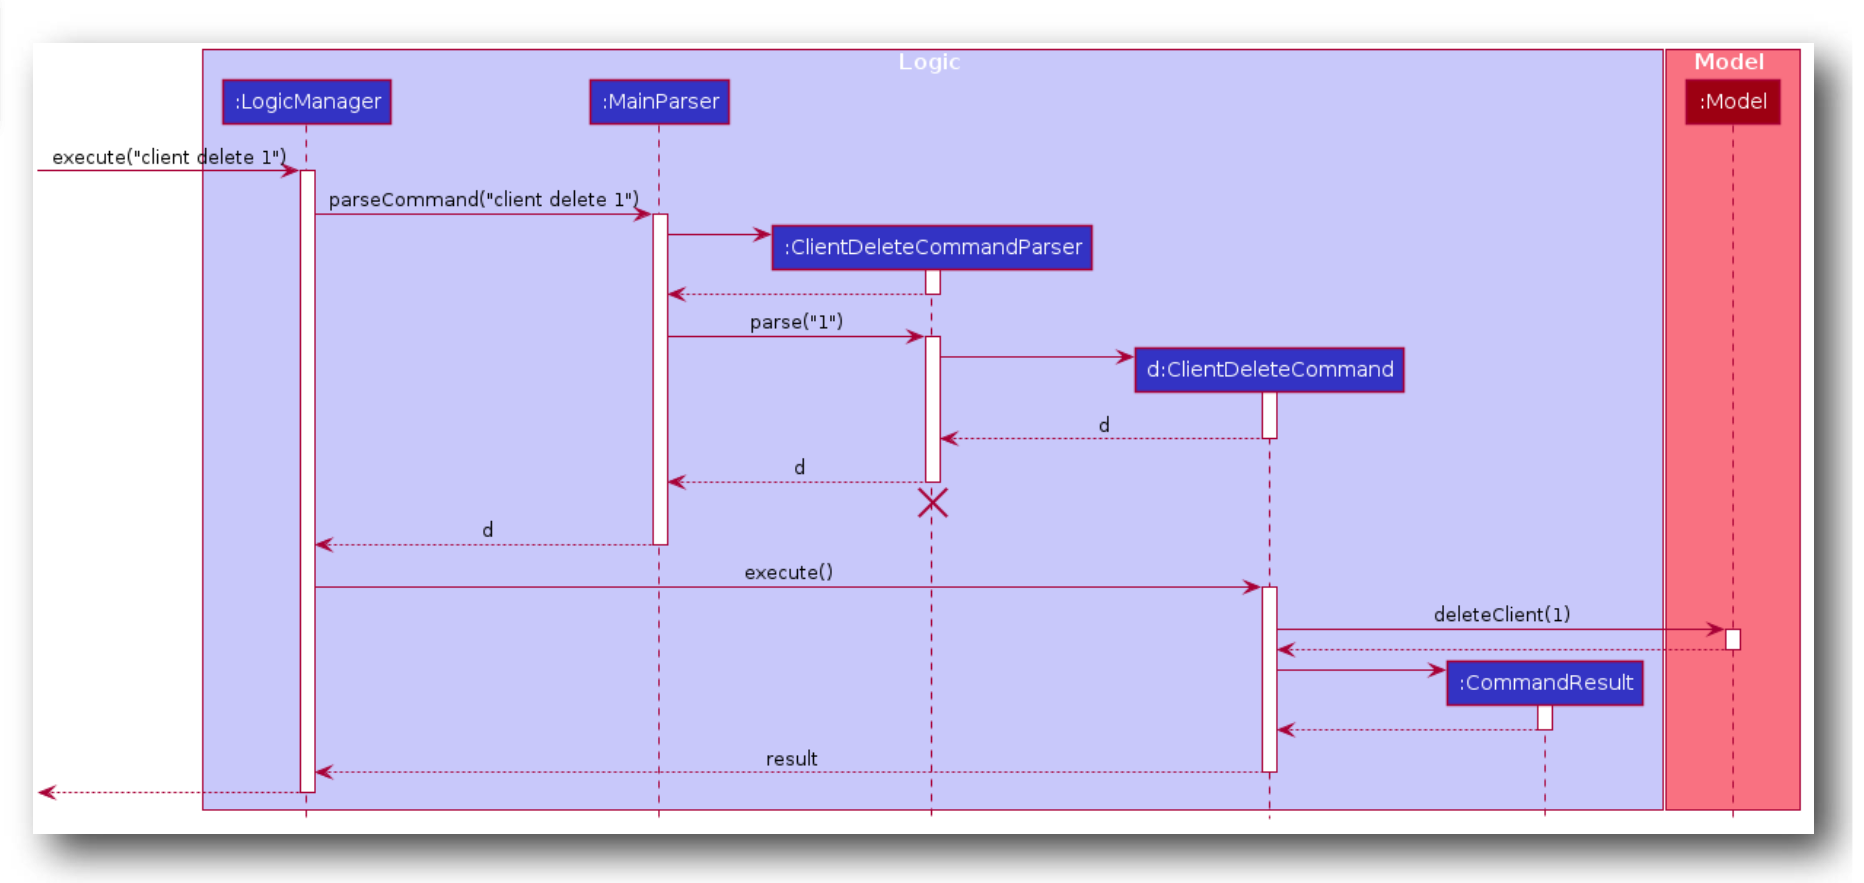 Logic
Model
:LogicManager
:MainParser
:Model
execute("client delete 1")
parseCommand("client delete 1")
:ClientDeleteCommandParser
parse("1")
d:ClientDeleteCommand
d
d
d
execute()
deleteClient(1)
:CommandResult
result